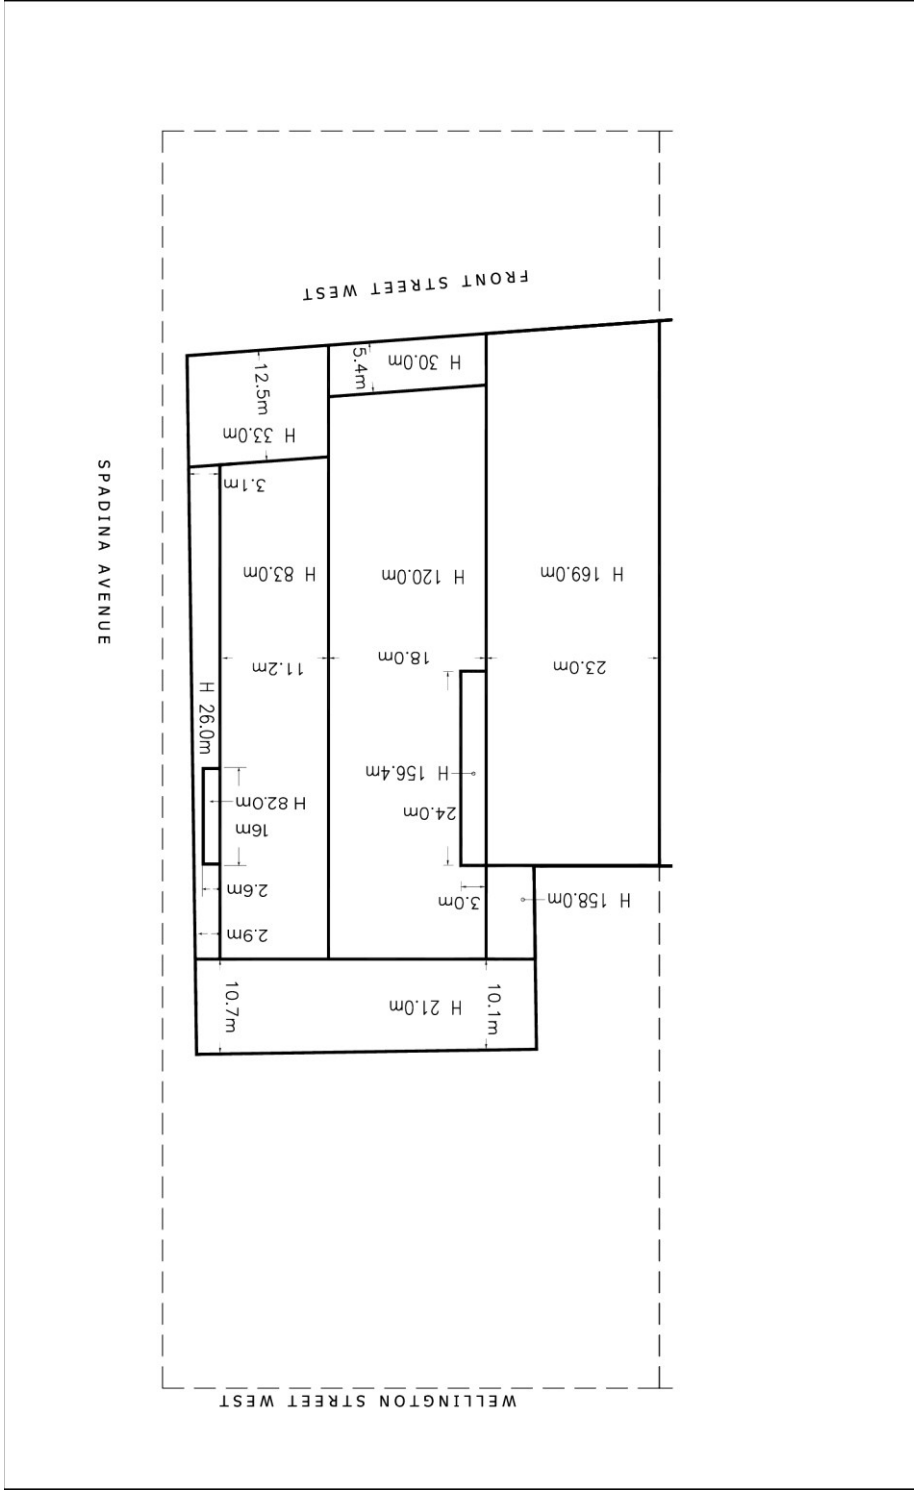 FRONT STREET WEST
H 30.0m
5.4m
12.5m
H 33.0m
3.1m
SPADINA AVENUE
H 83.0m
H 120.0m
H 169.0m
11.2m
18.0m
23.0m
H 26.0m
H 156.4m
H 82.0m
24.0m
16m
2.6m
3.0m
H 158.0m
2.9m
10.7m
H 21.0m
10.1m
WELLINGTON STREET WEST